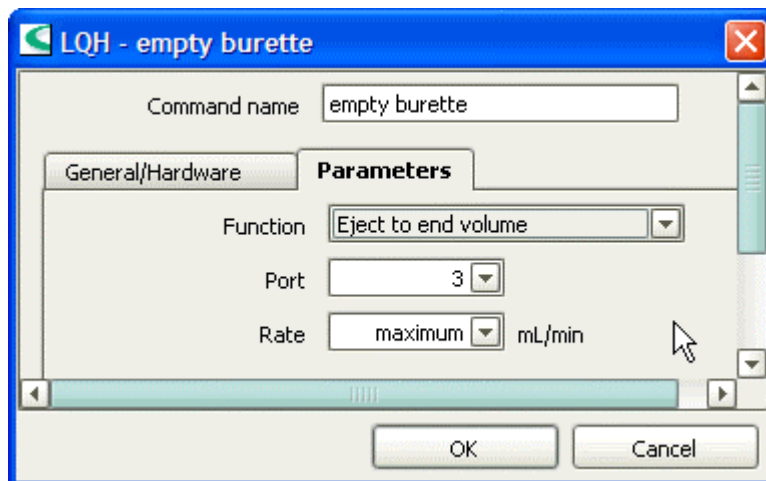 LQH - empty burette
Command name empty burette
General/Hardware Parameters
Function Eject to end volume
Port 3
Rate maximum mL/min
OK Cancel